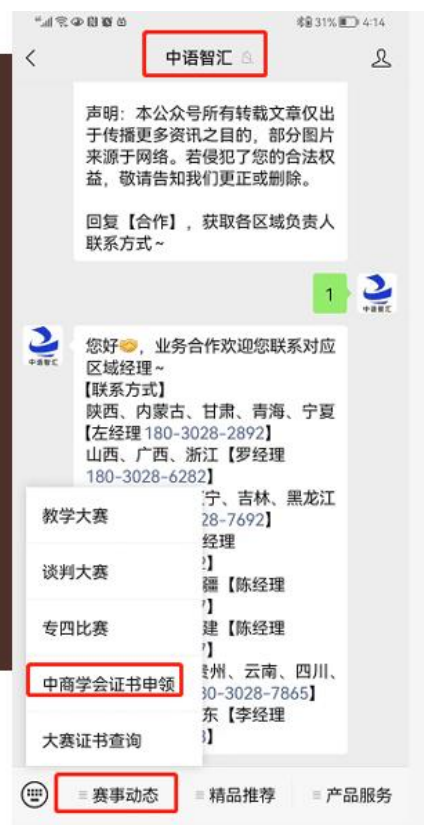 31% 4:14
中语智汇
声明：本公众号所有转载文章仅出
于传播更多资讯之目的，部分图片
来源于网络。若侵犯了您的合法权
益，敬请告知我们更正或删除。
回复【合作】，获取各区域负责人
联系方式~
1
中语智汇
中语智汇
您好，业务合作欢迎您联系对应
区域经理~
【联系方式】
陕西、内蒙古、甘肃、青海、宁夏
【左经理180-3028-2892】
山西、广西、浙江【罗经理
180-3028-6282】
宁、吉林、黑龙江
教学大赛
28-7692】
经理
2】
谈判大赛
疆【陈经理
7】
专四比赛
建【陈经理
7】
州、云南、四川、
中商学会证书申领
30-3028-7865】
东【李经理
大赛证书查询
3】
赛事动态
精品推荐
产品服务